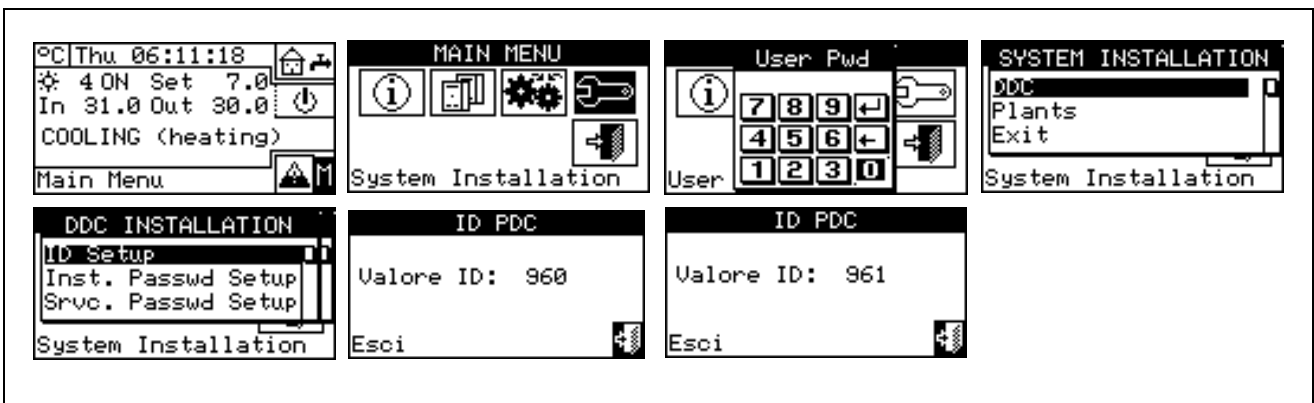 °C Thu 06:11:18
4 ON Set 7.0
In 31.0 Out 30.0
COOLING (heating)
Main Menu M
MAIN MENU
i
System Installation
User Pwd
i
7 8 9
4 5 6
1 2 3 0
User
SYSTEM INSTALLATION
DDC
Plants
Exit
System Installation
DDC INSTALLATION
ID Setup
Inst. Passwd Setup
Srvc. Passwd Setup
System Installation
ID PDC
Valore ID: 960
Esci
ID PDC
Valore ID: 961
Esci